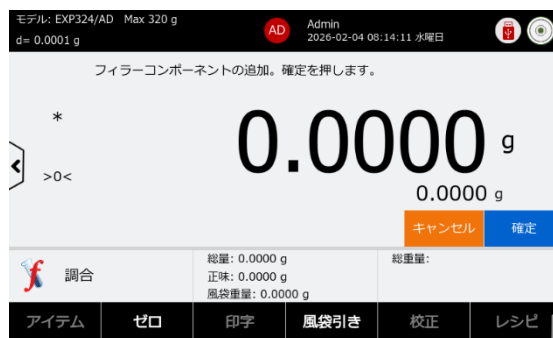 モデル: EXP324/AD Max 320 g
d= 0.0001 g
AD
Admin
2026-02-04 08:14:11 水曜日
フィラーコンポーネントの追加。確定を押します。
*
>0<
0.0000 g
0.0000 g
キャンセル 確定
調合
総量: 0.0000 g
正味: 0.0000 g
風袋重量: 0.0000 g
総重量:
アイテム ゼロ 印字 風袋引き 校正 レシピ